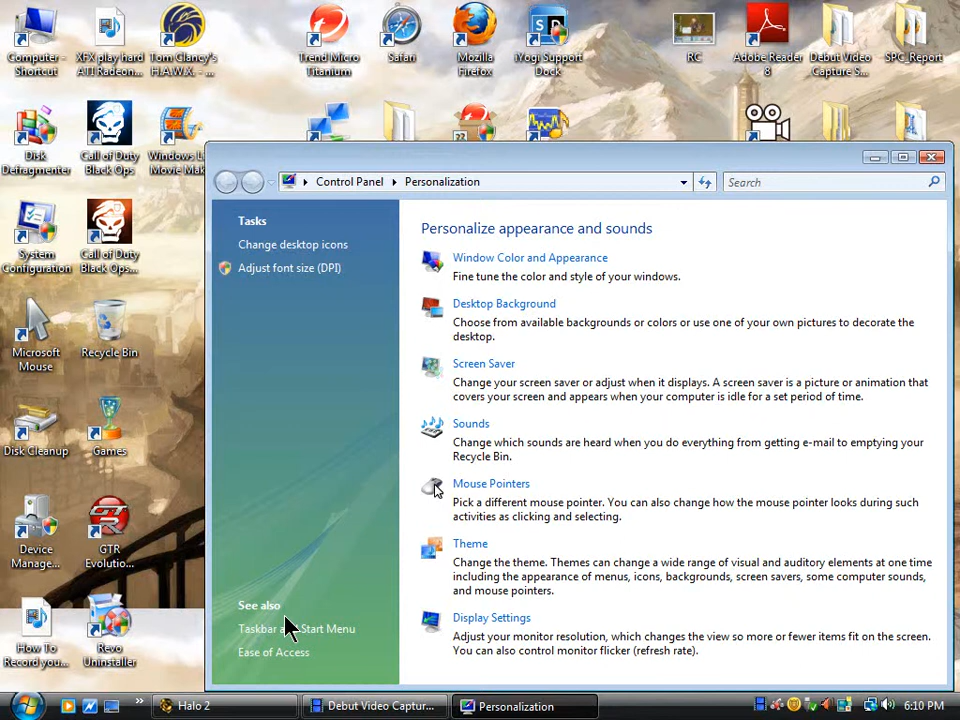 Computer - Shortcut
XFX play hard ATI Radeon...
Tom Clancy's H.A.W.X. - ...
Trend Micro Titanium
Safari
Mozilla Firefox
iYogi Support Dock
RC
Adobe Reader 8
Debut Video Capture S...
SPC_Report
Disk Defragmenter
Call of Duty Black Ops
Windows Li
Movie Mak
System Configuration
Call of Duty Black Ops...
Microsoft Mouse
Recycle Bin
Disk Cleanup
Games
Device Manage...
GTR Evolutio...
How To Record you...
Revo Uninstaller
Control Panel
Personalization
Search
Tasks
Change desktop icons
Adjust font size (DPI)
See also
Taskbar a Start Menu
Ease of Access
Personalize appearance and sounds
Window Color and Appearance
Fine tune the color and style of your windows.
Desktop Background
Choose from available backgrounds or colors or use one of your own pictures to decorate the
desktop.
Screen Saver
Change your screen saver or adjust when it displays. A screen saver is a picture or animation that
covers your screen and appears when your computer is idle for a set period of time.
Sounds
Change which sounds are heard when you do everything from getting e-mail to emptying your
Recycle Bin.
Mouse Pointers
Pick a different mouse pointer. You can also change how the mouse pointer looks during such
activities as clicking and selecting.
Theme
Change the theme. Themes can change a wide range of visual and auditory elements at one time
including the appearance of menus, icons, backgrounds, screen savers, some computer sounds,
and mouse pointers.
Display Settings
Adjust your monitor resolution, which changes the view so more or fewer items fit on the screen.
You can also control monitor flicker (refresh rate).
Halo 2
Debut Video Captur...
Personalization
6:10 PM